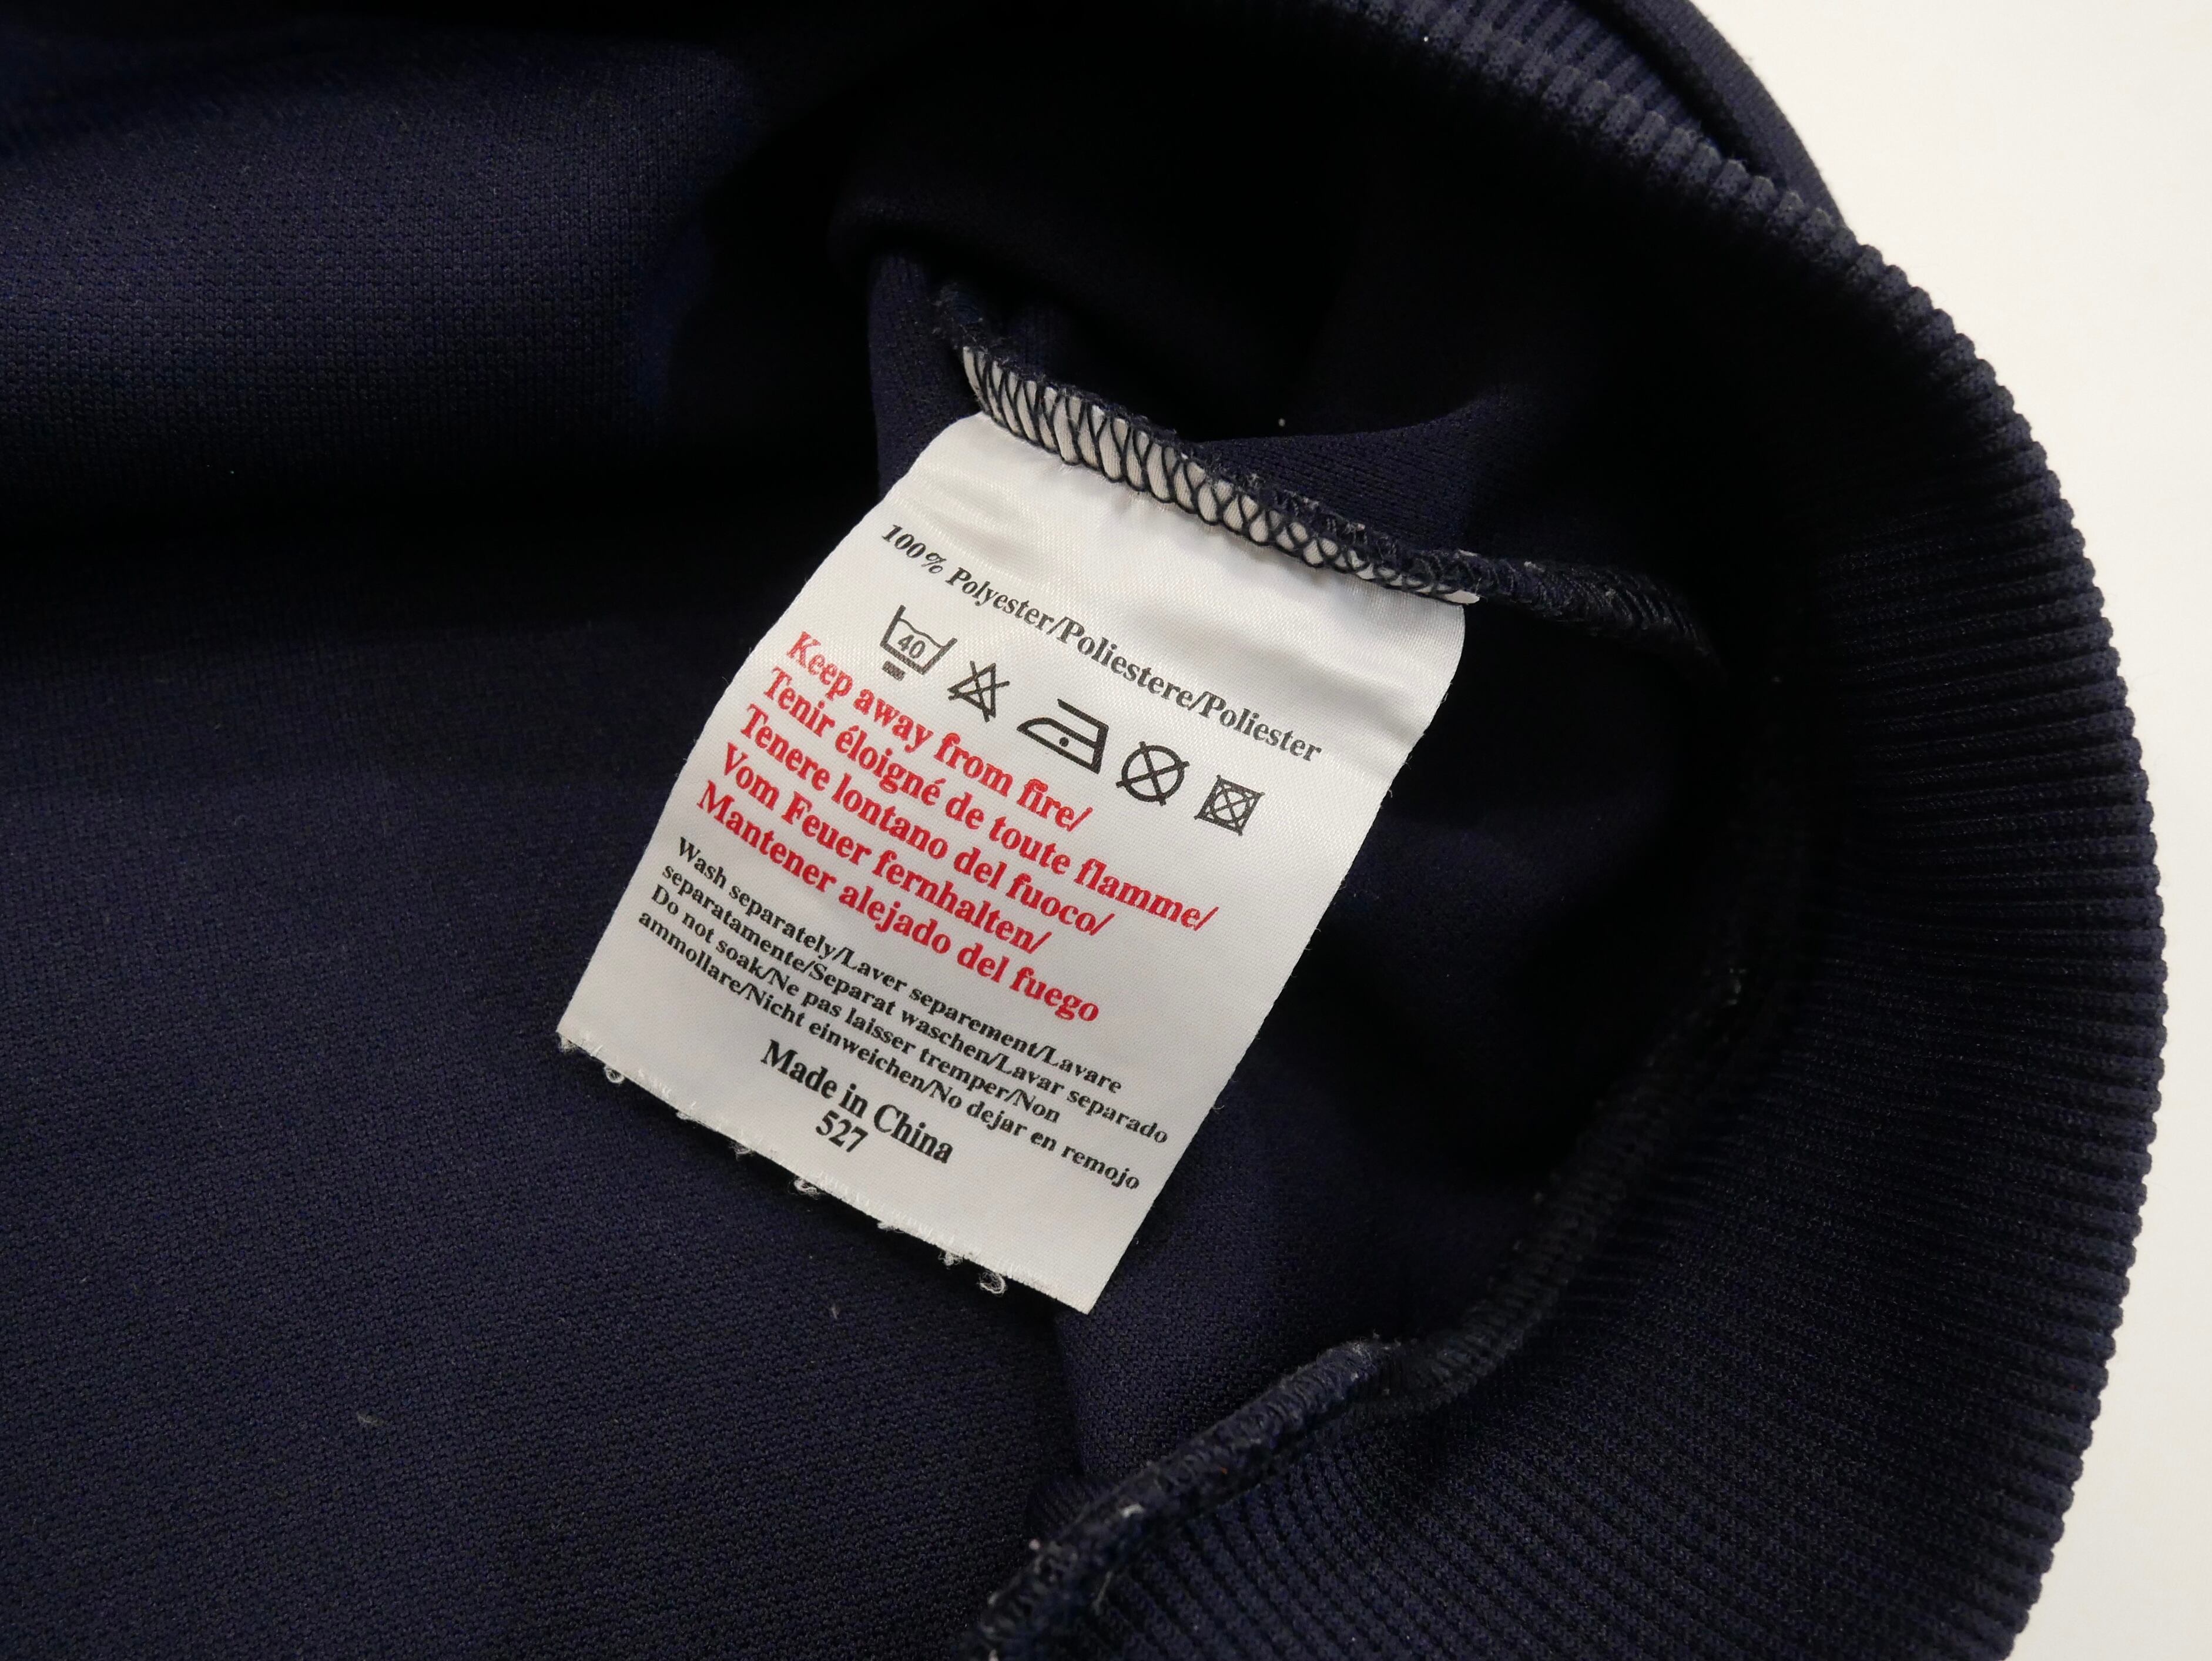 100% Polyester/Poliestere/Poliester
40
Keep away from fire/
Tenir éloigné de toute flamme/
Tenere lontano del fuoco/
Vom Feuer fernhalten/
Mantener alejado del fuego
Wash separately/Laver separement/Lavare
separatamente/Separat waschen/Lavar separado
Do not soak/Ne pas laisser tremper/Non
ammollare/Nicht einweichen/No dejar en remojo
Made in China
527